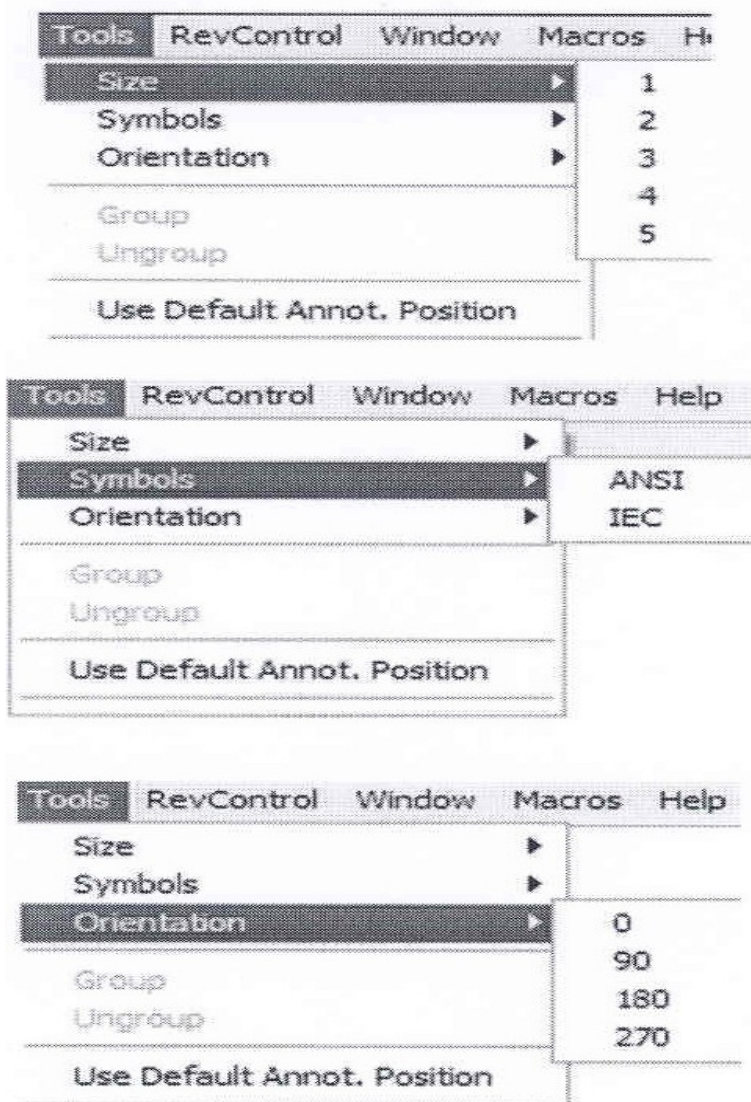 Tools RevControl Window Macros
Size 1
Symbols 2
Orientation 3
4
Group
5
Ungroup
Use Default Annot. Position
Tools RevControl Window Macros Help
Size
Symbols ANSI
Orientation IEC
Group
Ungroup
Use Default Annot. Position
Tools RevControl Window Macros Help
Size
Symbols
Orientation 0
90
Group
180
Ungroup
270
Use Default Annot. Position